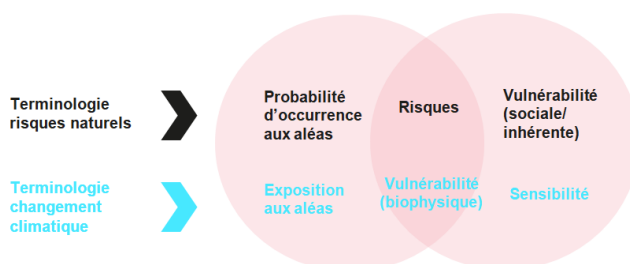 Terminologie
risques naturels
Probabilité
d’occurrence
aux aléas
Risques
Vulnérabilité
(sociale/
inhérente)
Terminologie
changement
climatique
Exposition
aux aléas
Vulnérabilité
(biophysique)
Sensibilité